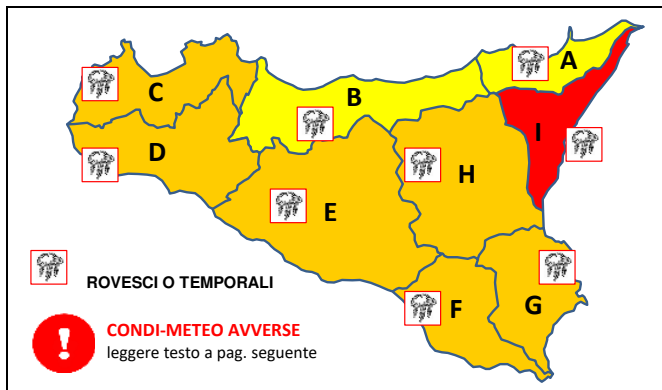 A
C
B
I
D
H
E
ROVESCI O TEMPORALI
F
G
CONDI-METEO AVVERSE
leggere testo a pag. seguente